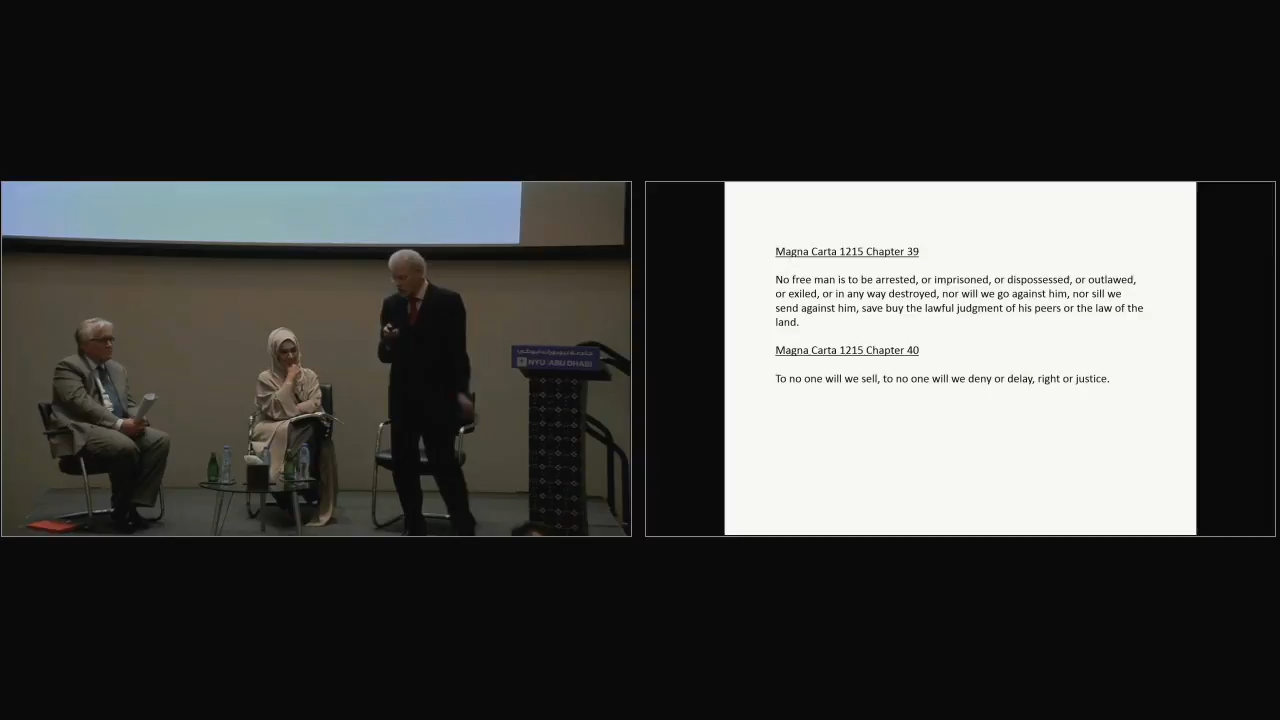 جامعة نيويورك أبوظبي
NYU ABU DHABI
Magna Carta 1215 Chapter 39
No free man is to be arrested, or imprisoned, or dispossessed, or outlawed,
or exiled, or in any way destroyed, nor will we go against him, nor sill we
send against him, save buy the lawful judgment of his peers or the law of the
land.
Magna Carta 1215 Chapter 40
To no one will we sell, to no one will we deny or delay, right or justice.